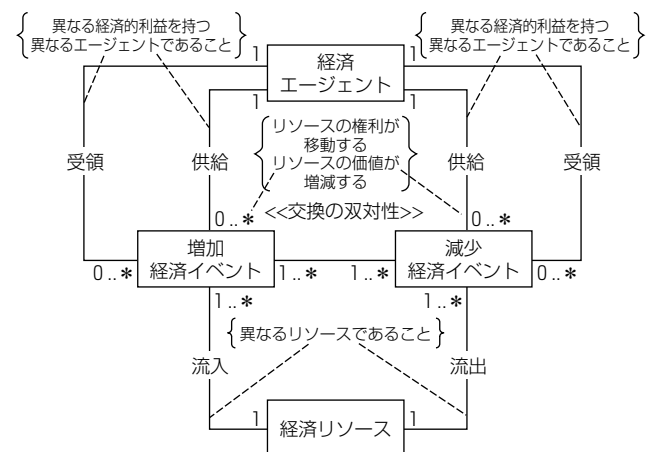 異なる経済的利益を持つ
異なるエージェントであること
異なる経済的利益を持つ
異なるエージェントであること
1
1
経済
エージェント
1
1
リソースの権利が
移動する
リソースの価値が
増減する
受領
供給
供給
受領
<<交換の双対性>>
0..*
0..*
増加
経済イベント
減少
経済イベント
0..*
1..*
1..*
0..*
1..*
1..*
異なるリソースであること
流入
流出
1
1
経済リソース